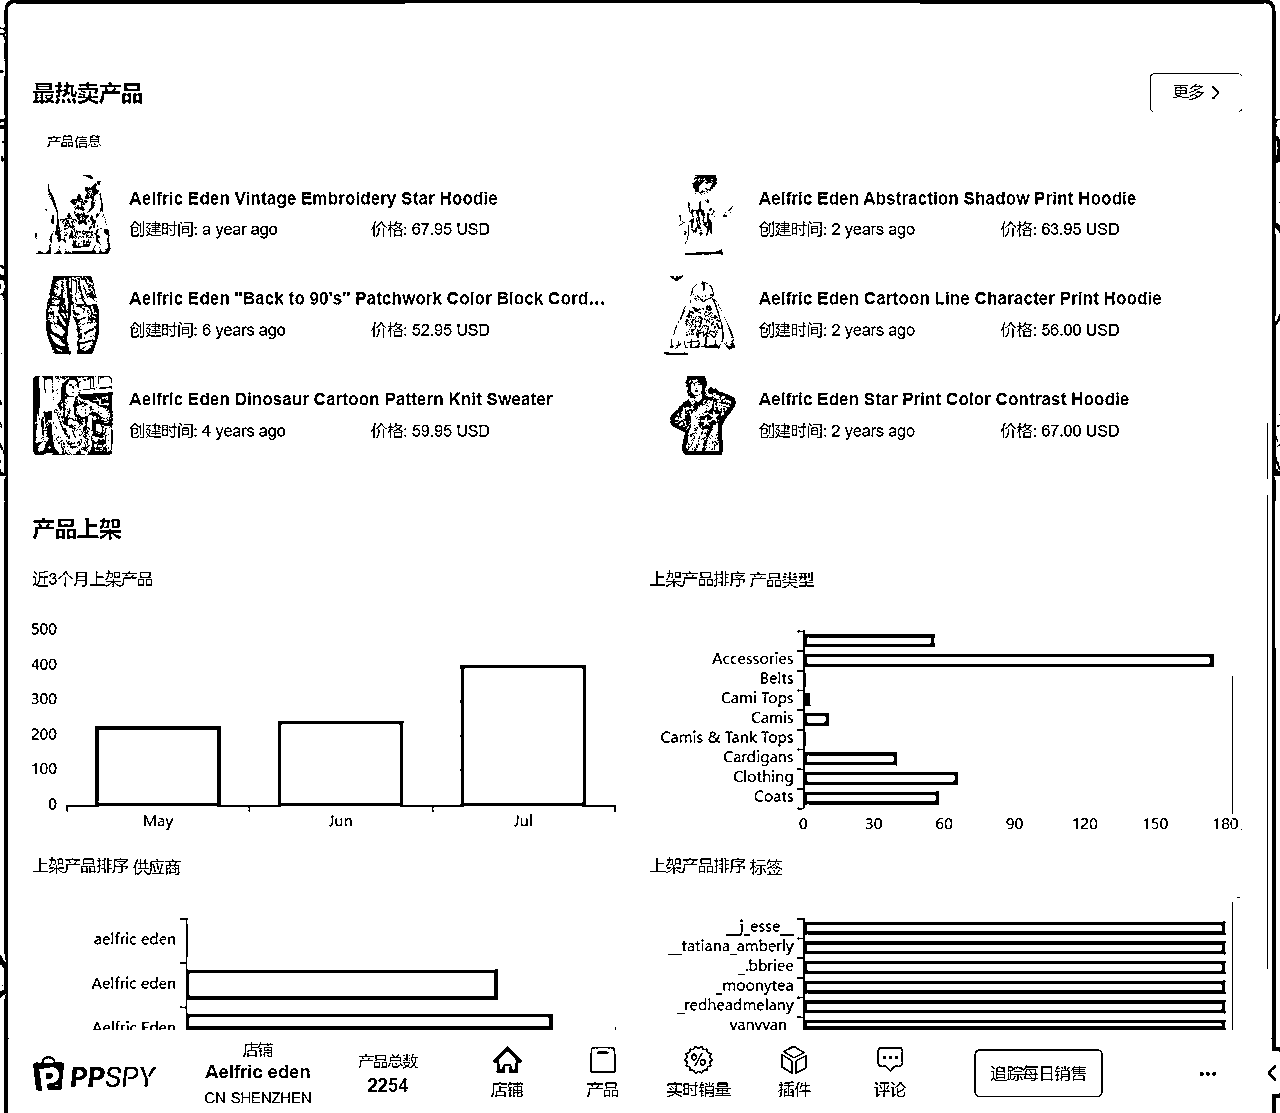 最热卖产品
更多
产品信息
Aelfric Eden Vintage Embroidery Star Hoodie
创建时间: a year ago 价格: 67.95 USD
Aelfric Eden Abstraction Shadow Print Hoodie
创建时间: 2 years ago 价格: 63.95 USD
Aelfric Eden "Back to 90's" Patchwork Color Block Cord...
创建时间: 6 years ago 价格: 52.95 USD
Aelfric Eden Cartoon Line Character Print Hoodie
创建时间: 2 years ago 价格: 56.00 USD
Aelfric Eden Dinosaur Cartoon Pattern Knit Sweater
创建时间: 4 years ago 价格: 59.95 USD
Aelfric Eden Star Print Color Contrast Hoodie
创建时间: 2 years ago 价格: 67.00 USD
产品上架
近3个月上架产品
500
400
300
200
100
0
May Jun Jul
上架产品排序 产品类型
Accessories
Belts
Cami Tops
Camis
Camis & Tank Tops
Cardigans
Clothing
Coats
0 30 60 90 120 150 180
上架产品排序 供应商
aelfric eden
Aelfric eden
Aelfric Eden
上架产品排序 标签
__j_esse__
__tatiana_amberly
_.bbriee
_moonytea
_redheadmelany
_vanyvan_
PPSPY
店铺
Aelfric eden
CN SHENZHEN
产品总数
2254
店铺
产品
实时销量
插件
评论
追踪每日销售
...